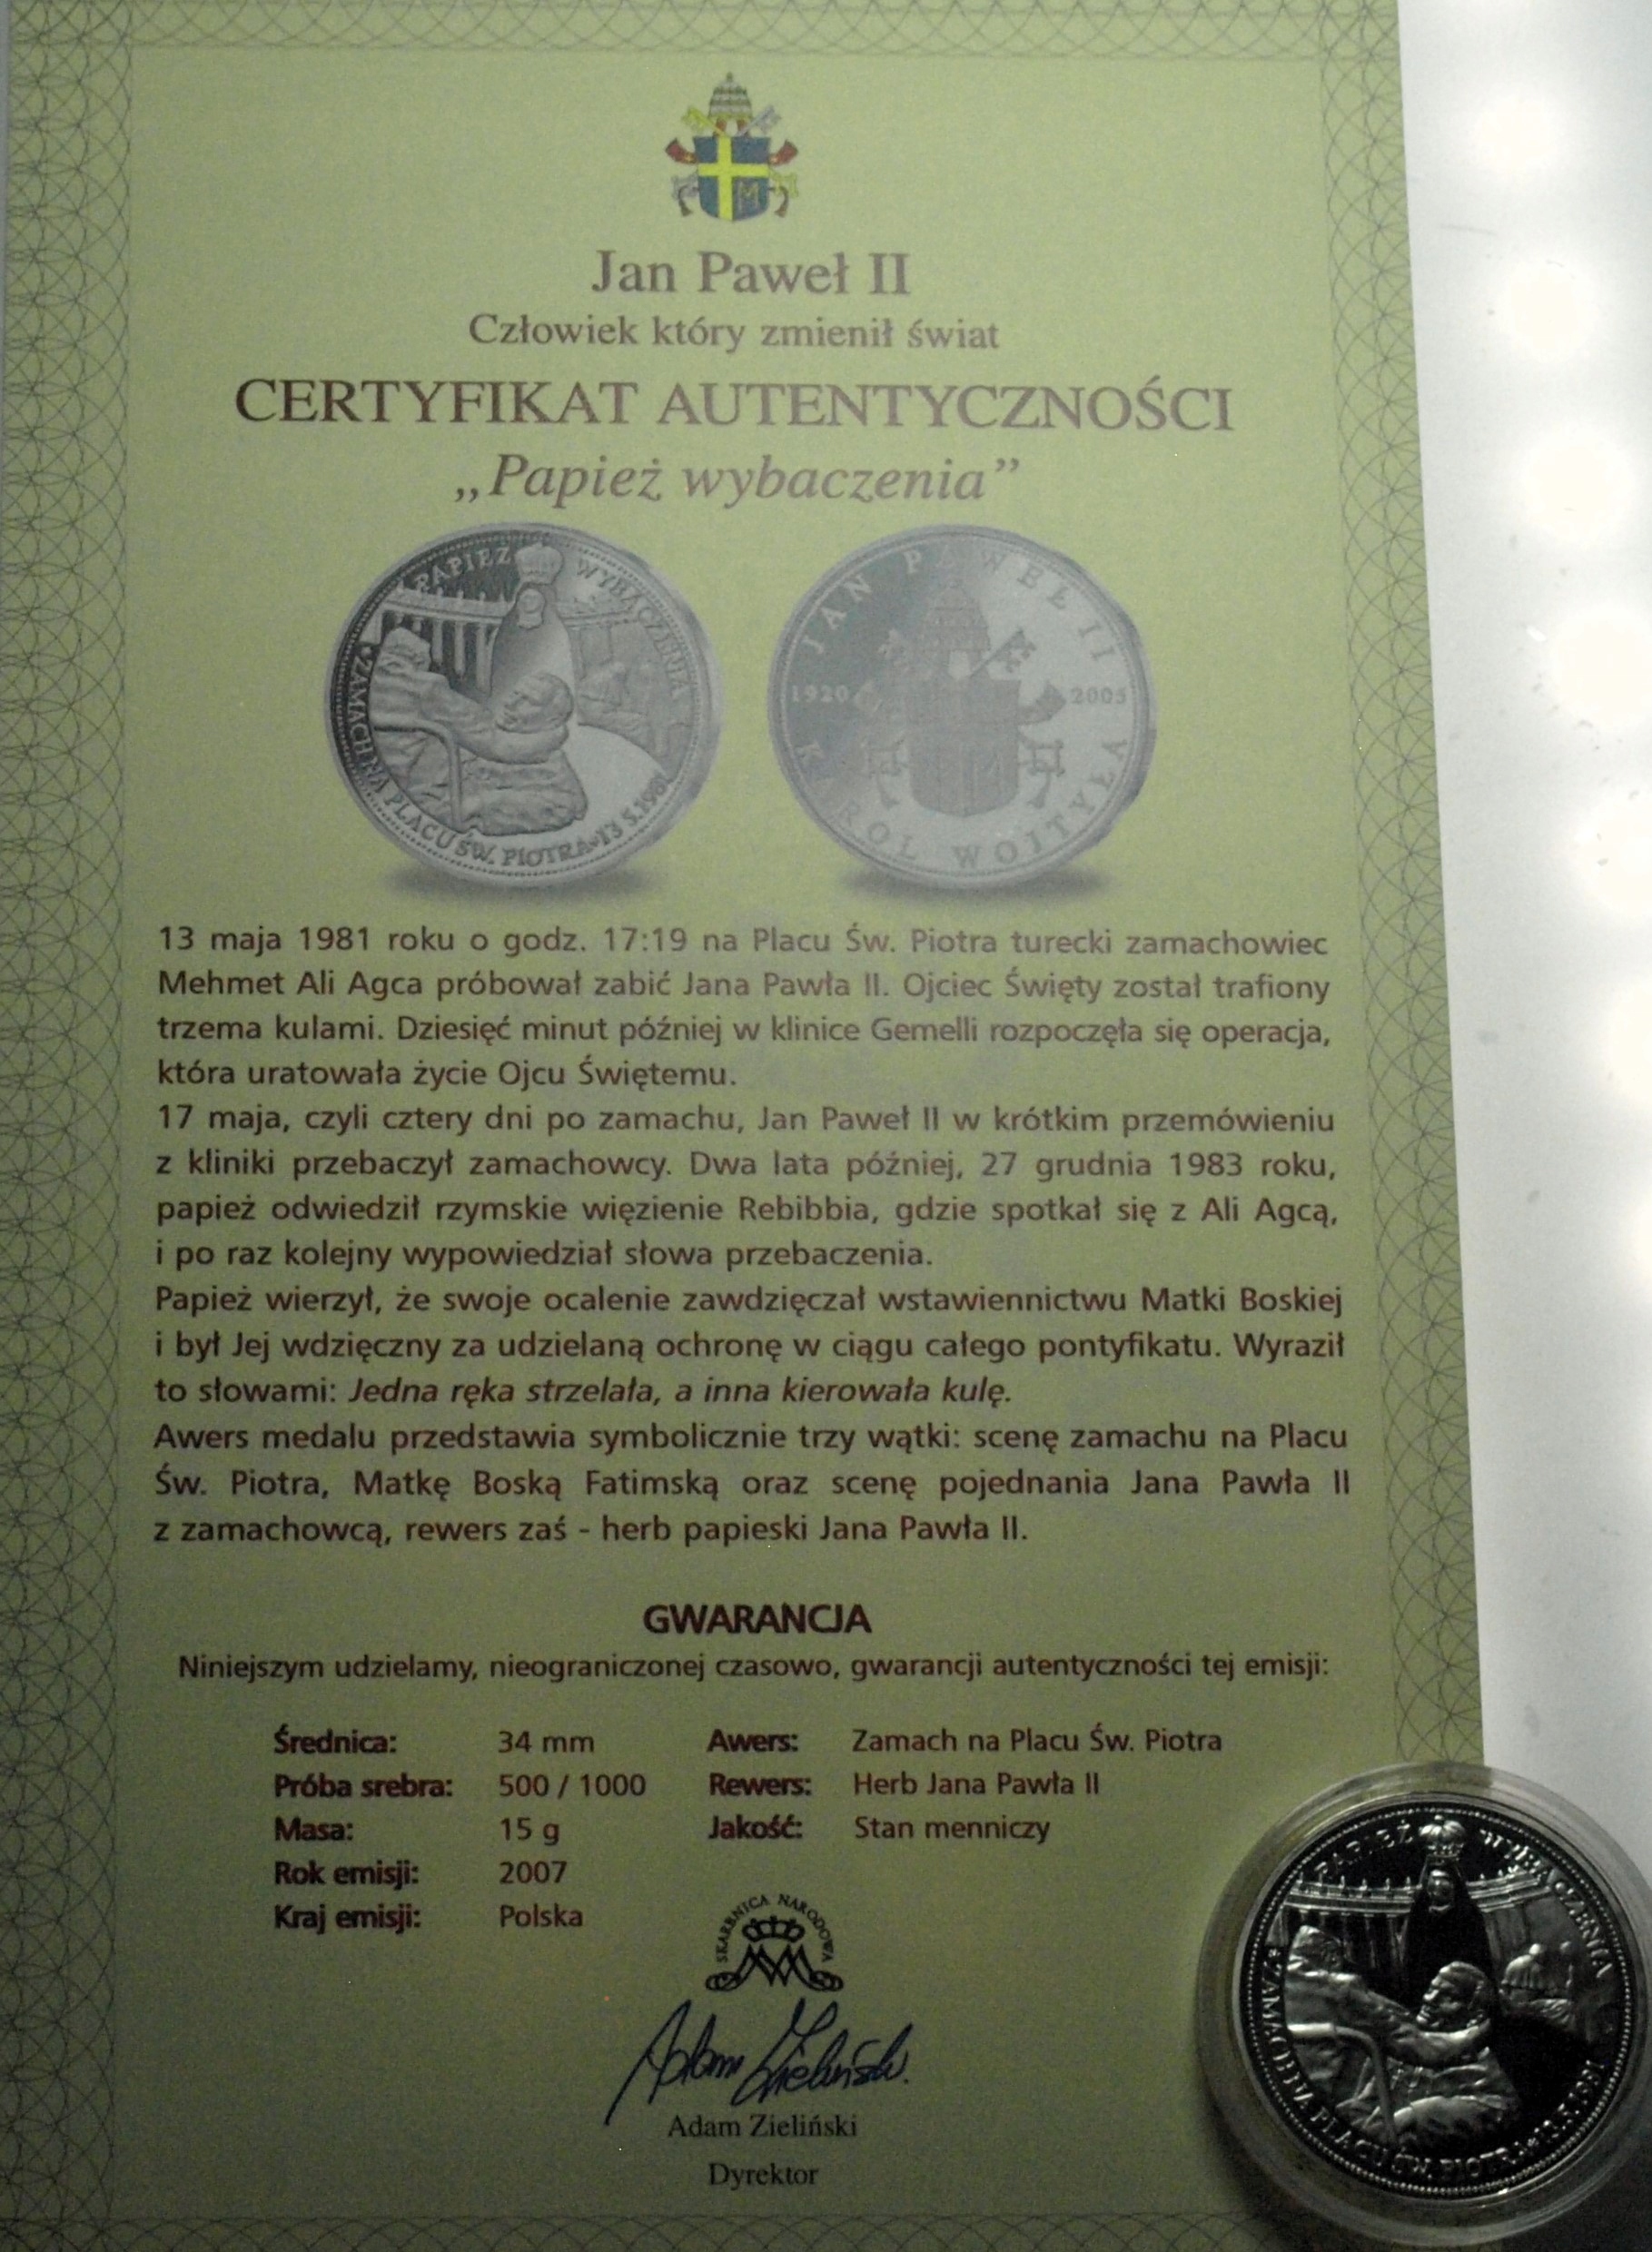 Jan Paweł II
Człowiek który zmienił świat
CERTYFIKAT AUTENTYCZNOŚCI
„Papież wybaczenia”
PAPIEŻ WYBACZENIA
ZAMACH NA PLACU ŚW. PIOTRA 13.5.1981
JAN PAWEŁ II
1920 2005
KAROL WOJTYŁA
13 maja 1981 roku o godz. 17:19 na Placu Św. Piotra turecki zamachowiec
Mehmet Ali Agca próbował zabić Jana Pawła II. Ojciec Święty został trafiony
trzema kulami. Dziesięć minut później w klinice Gemelli rozpoczęła się operacja,
która uratowała życie Ojcu Świętemu.
17 maja, czyli cztery dni po zamachu, Jan Paweł II w krótkim przemówieniu
z kliniki przebaczył zamachowcy. Dwa lata później, 27 grudnia 1983 roku,
papież odwiedził rzymskie więzienie Rebibbia, gdzie spotkał się z Ali Agcą,
i po raz kolejny wypowiedział słowa przebaczenia.
Papież wierzył, że swoje ocalenie zawdzięczał wstawiennictwu Matki Boskiej
i był Jej wdzięczny za udzielaną ochronę w ciągu całego pontyfikatu. Wyraził
to słowami: Jedna ręka strzelała, a inna kierowała kulę.
Awers medalu przedstawia symbolicznie trzy wątki: scenę zamachu na Placu
Św. Piotra, Matkę Boską Fatimską oraz scenę pojednania Jana Pawła II
z zamachowcą, rewers zaś - herb papieski Jana Pawła II.
GWARANCJA
Niniejszym udzielamy, nieograniczonej czasowo, gwarancji autentyczności tej emisji:
Średnica: 34 mm Awers: Zamach na Placu Św. Piotra
Próba srebra: 500 / 1000 Rewers: Herb Jana Pawła II
Masa: 15 g Jakość: Stan menniczy
Rok emisji: 2007
Kraj emisji: Polska
SKARBNICA NARODOWA
Adam Zieliński
Adam Zieliński
Dyrektor
PAPIEŻ WYBACZENIA
ZAMACH NA PLACU ŚW. PIOTRA 13.5.1981